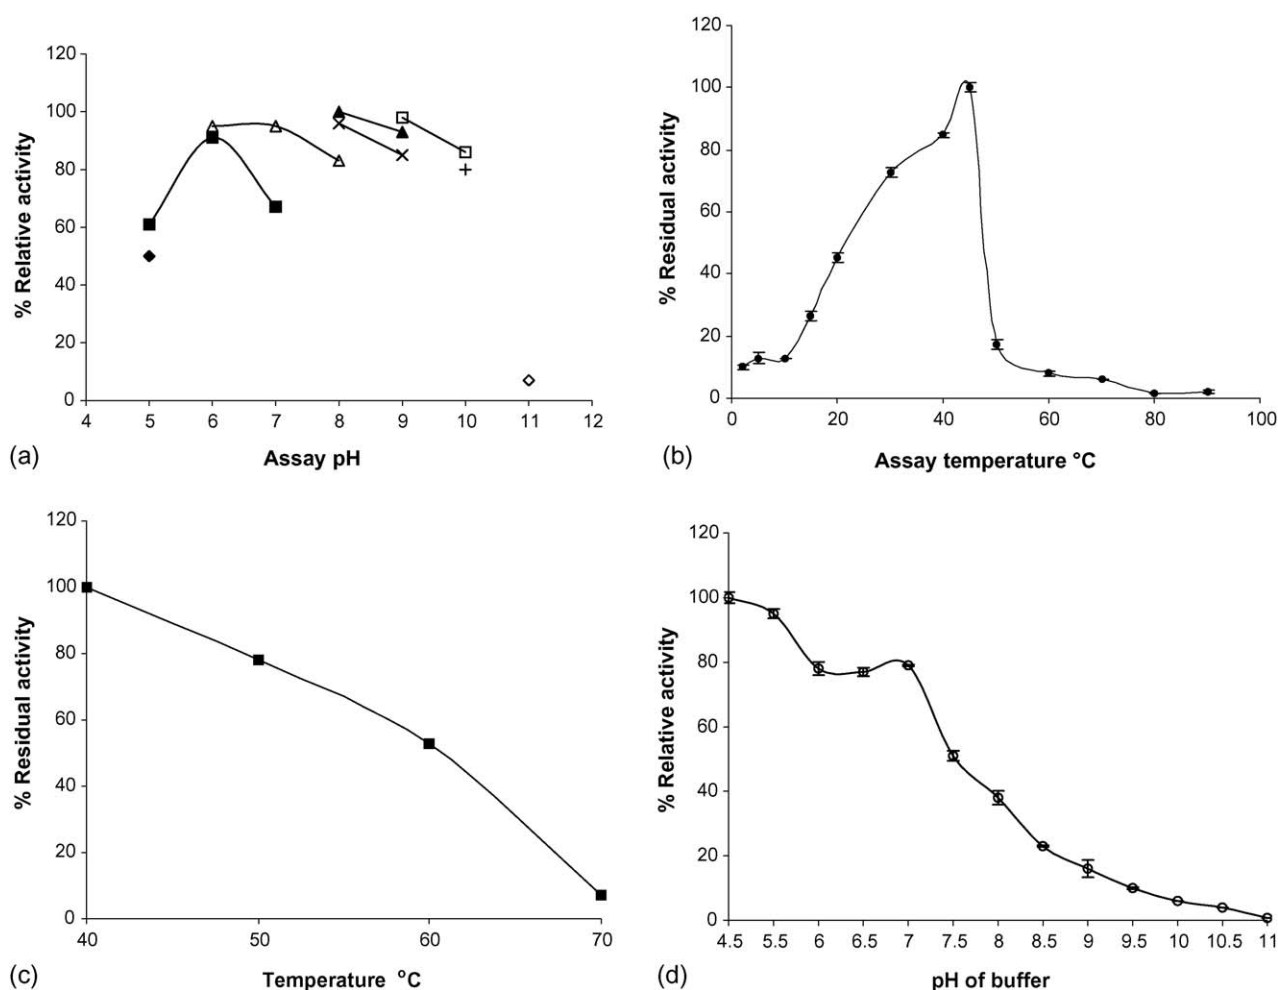 120
100
80
60
40
20
0
4 5 6 7 8 9 10 11 12
% Relative activity
Assay pH
(a)
120
100
80
60
40
20
0
0 20 40 60 80 100
% Residual activity
Assay temperature °C
(b)
120
100
80
60
40
20
0
40 50 60 70
% Residual activity
Temperature °C
(c)
120
100
80
60
40
20
0
4.5 5.5 6 6.5 7 7.5 8 8.5 9 9.5 10 10.5 11
% Relative activity
pH of buffer
(d)